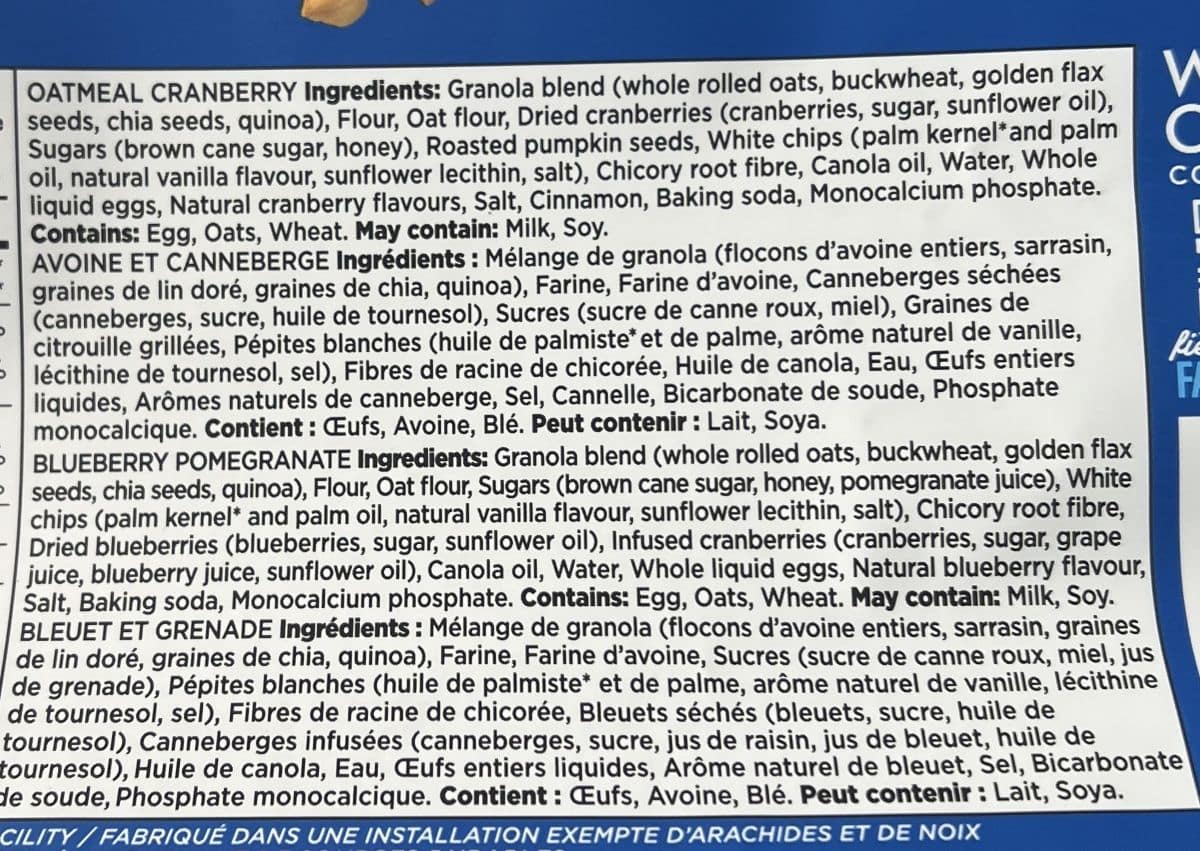 OATMEAL CRANBERRY Ingredients: Granola blend (whole rolled oats, buckwheat, golden flax
seeds, chia seeds, quinoa), Flour, Oat flour, Dried cranberries (cranberries, sugar, sunflower oil),
Sugars (brown cane sugar, honey), Roasted pumpkin seeds, White chips (palm kernel* and palm
oil, natural vanilla flavour, sunflower lecithin, salt), Chicory root fibre, Canola oil, Water, Whole
liquid eggs, Natural cranberry flavours, Salt, Cinnamon, Baking soda, Monocalcium phosphate.
Contains: Egg, Oats, Wheat. May contain: Milk, Soy.
AVOINE ET CANNEBERGE Ingrédients : Mélange de granola (flocons d'avoine entiers, sarrasin,
graines de lin doré, graines de chia, quinoa), Farine, Farine d'avoine, Canneberges séchées
(canneberges, sucre, huile de tournesol), Sucres (sucre de canne roux, miel), Graines de
citrouille grillées, Pépites blanches (huile de palmiste* et de palme, arôme naturel de vanille,
lécithine de tournesol, sel), Fibres de racine de chicorée, Huile de canola, Eau, Œufs entiers
liquides, Arômes naturels de canneberge, Sel, Cannelle, Bicarbonate de soude, Phosphate
monocalcique. Contient : Œufs, Avoine, Blé. Peut contenir : Lait, Soya.
BLUEBERRY POMEGRANATE Ingredients: Granola blend (whole rolled oats, buckwheat, golden flax
seeds, chia seeds, quinoa), Flour, Oat flour, Sugars (brown cane sugar, honey, pomegranate juice), White
chips (palm kernel* and palm oil, natural vanilla flavour, sunflower lecithin, salt), Chicory root fibre,
Dried blueberries (blueberries, sugar, sunflower oil), Infused cranberries (cranberries, sugar, grape
juice, blueberry juice, sunflower oil), Canola oil, Water, Whole liquid eggs, Natural blueberry flavour,
Salt, Baking soda, Monocalcium phosphate. Contains: Egg, Oats, Wheat. May contain: Milk, Soy.
BLEUET ET GRENADE Ingrédients : Mélange de granola (flocons d'avoine entiers, sarrasin, graines
de lin doré, graines de chia, quinoa), Farine, Farine d'avoine, Sucres (sucre de canne roux, miel, jus
de grenade), Pépites blanches (huile de palmiste* et de palme, arôme naturel de vanille, lécithine
de tournesol, sel), Fibres de racine de chicorée, Bleuets séchés (bleuets, sucre, huile de
tournesol), Canneberges infusées (canneberges, sucre, jus de raisin, jus de bleuet, huile de
tournesol), Huile de canola, Eau, Œufs entiers liquides, Arôme naturel de bleuet, Sel, Bicarbonate
de soude, Phosphate monocalcique. Contient : Œufs, Avoine, Blé. Peut contenir : Lait, Soya.
CILITY / FABRIQUÉ DANS UNE INSTALLATION EXEMPTE D'ARACHIDES ET DE NOIX